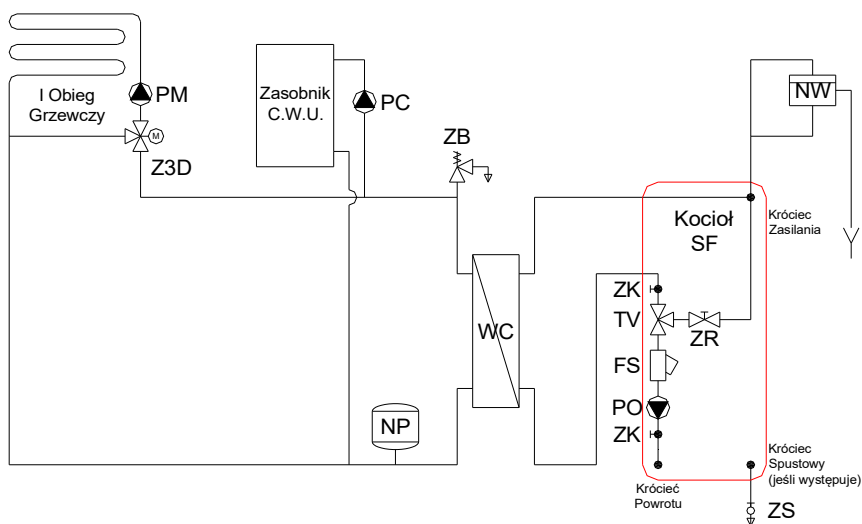 I Obieg
Grzewczy
PM
M
Z3D
Zasobnik
C.W.U.
PC
ZB
NW
Kocioł
SF
Króciec
Zasilania
ZK
TV
ZR
WC
FS
PO
ZK
NP
Króciec
Spustowy
(jeśli występuje)
Krócieć
Powrotu
ZS